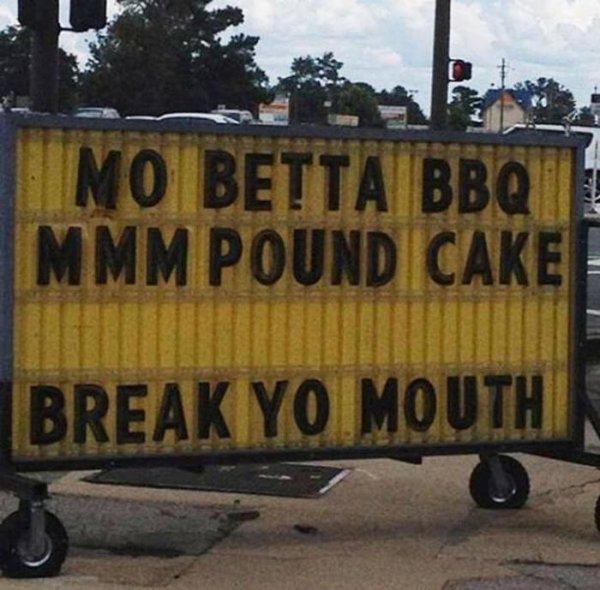 MO BETTA BBQ
MMM POUND CAKE
BREAK YO MOUTH